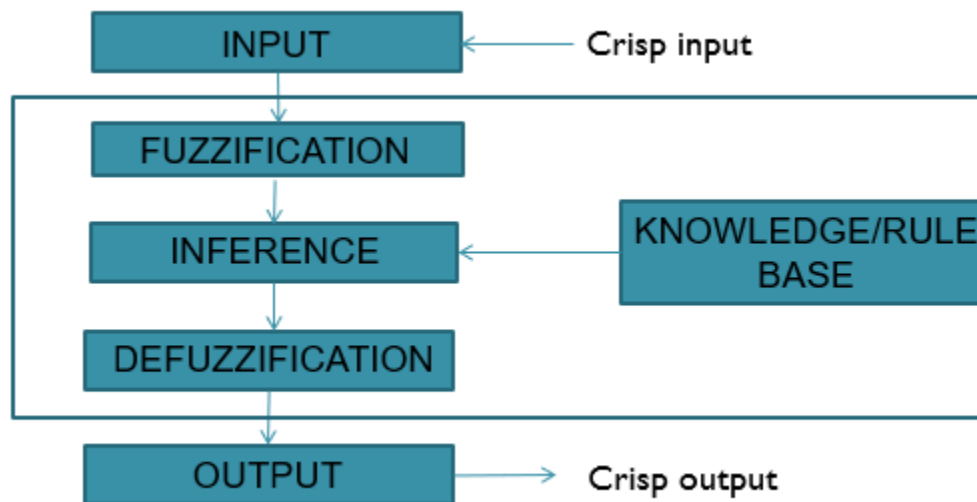 INPUT
Crisp input
FUZZIFICATION
INFERENCE
KNOWLEDGE/RULE
BASE
DEFUZZIFICATION
OUTPUT
Crisp output